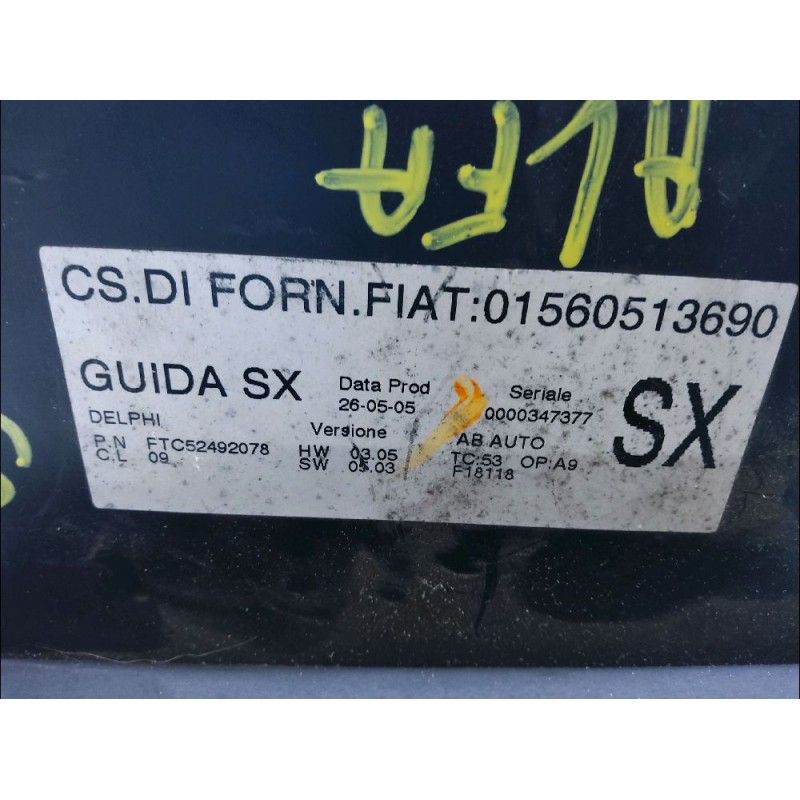 ALFA
CS.DI FORN.FIAT:01560513690
GUIDA SX
Data Prod
26-05-05
Seriale
0000347377
SX
DELPHI
Versione
AB AUTO
P.N FTC52492078
HW 03.05
TC:53 OP:A9
C.L 09
SW 05.03
F18118